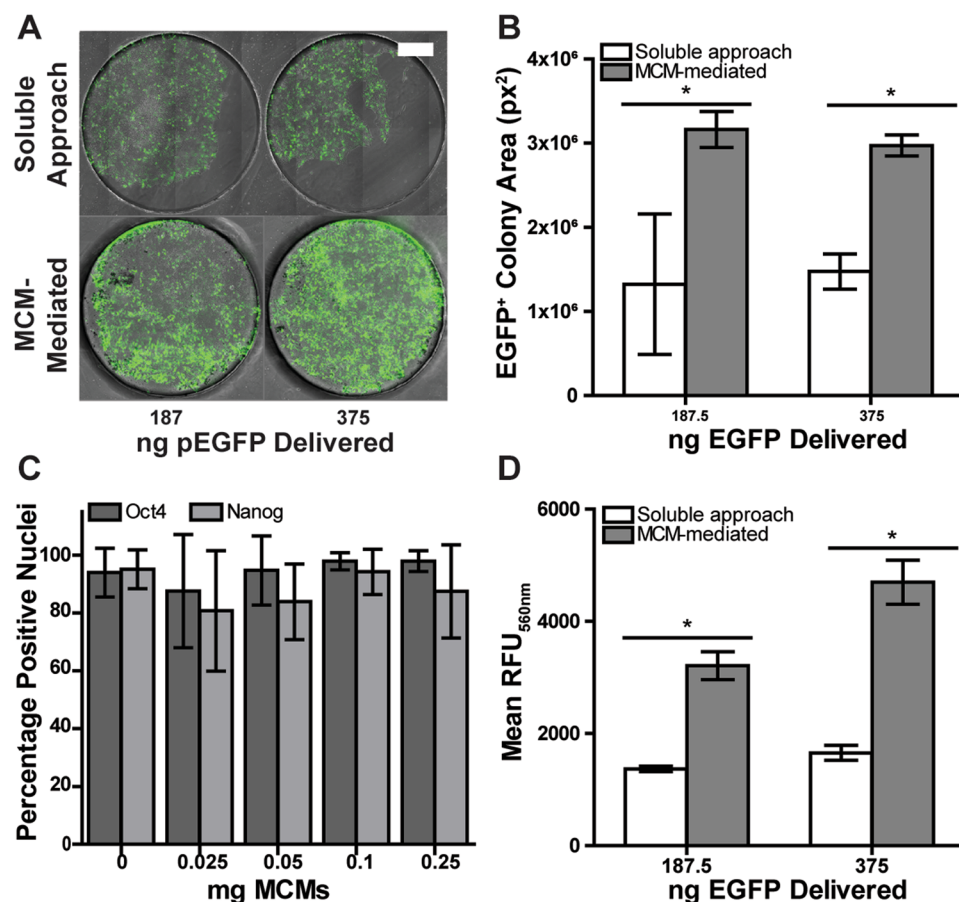 A
Soluble
Approach
MCM-
Mediated
187 375
ng pEGFP Delivered
B
EGFP⁺ Colony Area (px²)
4x10⁶
3x10⁶
2x10⁶
1x10⁶
0
Soluble approach
MCM-mediated
* *
187.5 375
ng EGFP Delivered
C
Percentage Positive Nuclei
100
80
60
40
20
0
Oct4 Nanog
0 0.025 0.05 0.1 0.25
mg MCMs
D
Mean RFU560nm
6000
4000
2000
0
Soluble approach
MCM-mediated
* *
187.5 375
ng EGFP Delivered